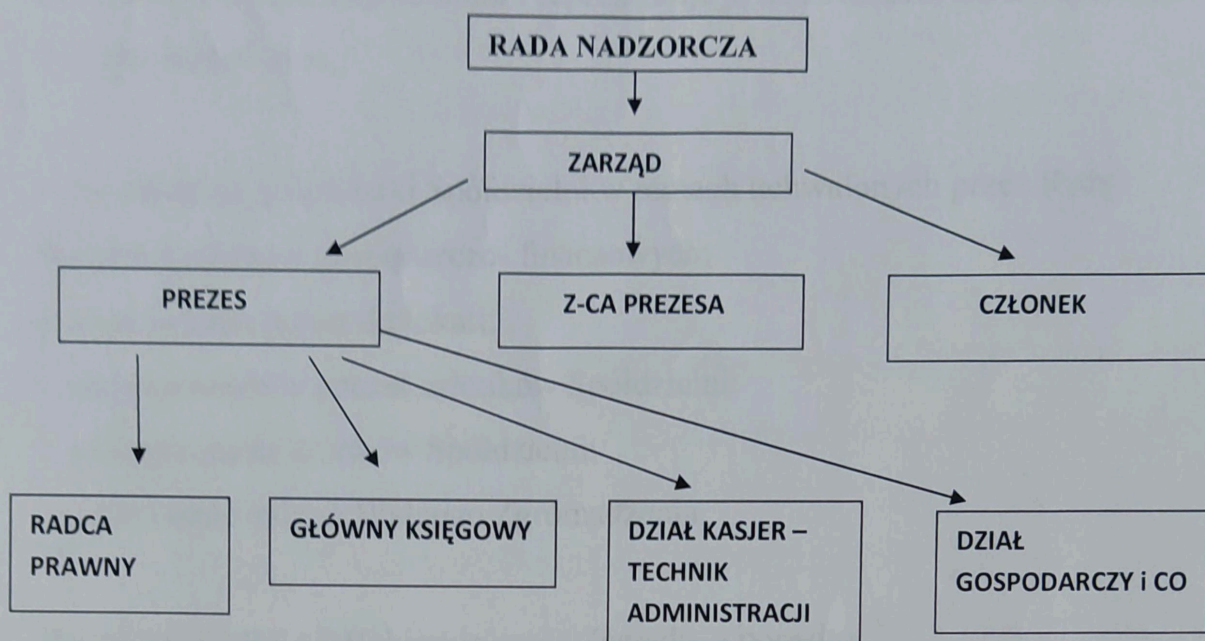 RADA NADZORCZA
ZARZĄD
PREZES
Z-CA PREZESA
CZŁONEK
RADCA
PRAWNY
GŁÓWNY KSIĘGOWY
DZIAŁ KASJER –
TECHNIK
ADMINISTRACJI
DZIAŁ
GOSPODARCZY i CO